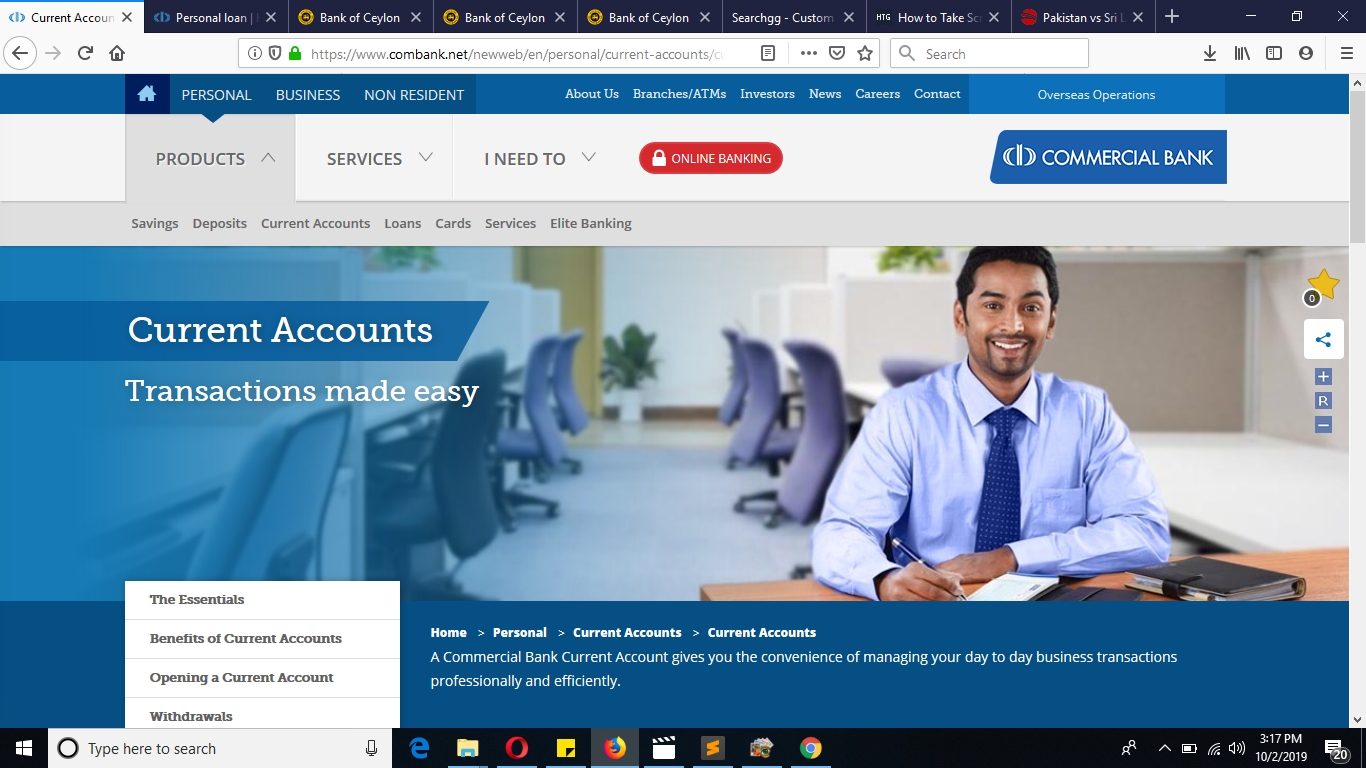 Current Accoun
Personal loan |
Bank of Ceylon
Bank of Ceylon
Bank of Ceylon
Searchgg - Custom
HTG How to Take Sc
Pakistan vs Sri L
https://www.combank.net/newweb/en/personal/current-accounts/c
Search
PERSONAL BUSINESS NON RESIDENT
About Us Branches/ATMs Investors News Careers Contact
Overseas Operations
PRODUCTS SERVICES I NEED TO
ONLINE BANKING
COMMERCIAL BANK
Savings Deposits Current Accounts Loans Cards Services Elite Banking
0
Current Accounts
Transactions made easy
+
R
−
The Essentials
Benefits of Current Accounts
Opening a Current Account
Withdrawals
Home > Personal > Current Accounts > Current Accounts
A Commercial Bank Current Account gives you the convenience of managing your day to day business transactions
professionally and efficiently.
Type here to search
3:17 PM
10/2/2019
20